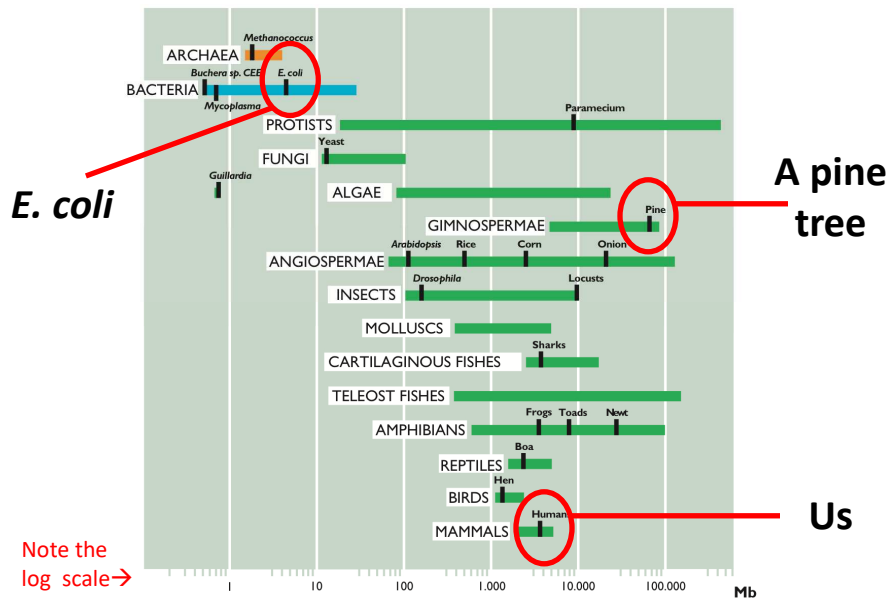 Methanococcus
ARCHAEA
Buchera sp. CEE E. coli
BACTERIA
Mycoplasma
Paramecium
PROTISTS
Yeast
FUNGI
Guillardia
ALGAE
E. coli
A pine
tree
Pine
GIMNOSPERMAE
Arabidopsis Rice Corn Onion
ANGIOSPERMAE
Drosophila Locusts
INSECTS
MOLLUSCS
Sharks
CARTILAGINOUS FISHES
TELEOST FISHES
Frogs Toads Newt
AMPHIBIANS
Boa
REPTILES
Hen
BIRDS
Human
MAMMALS
Us
Note the
log scale→
1 10 100 1.000 10.000 100.000
Mb